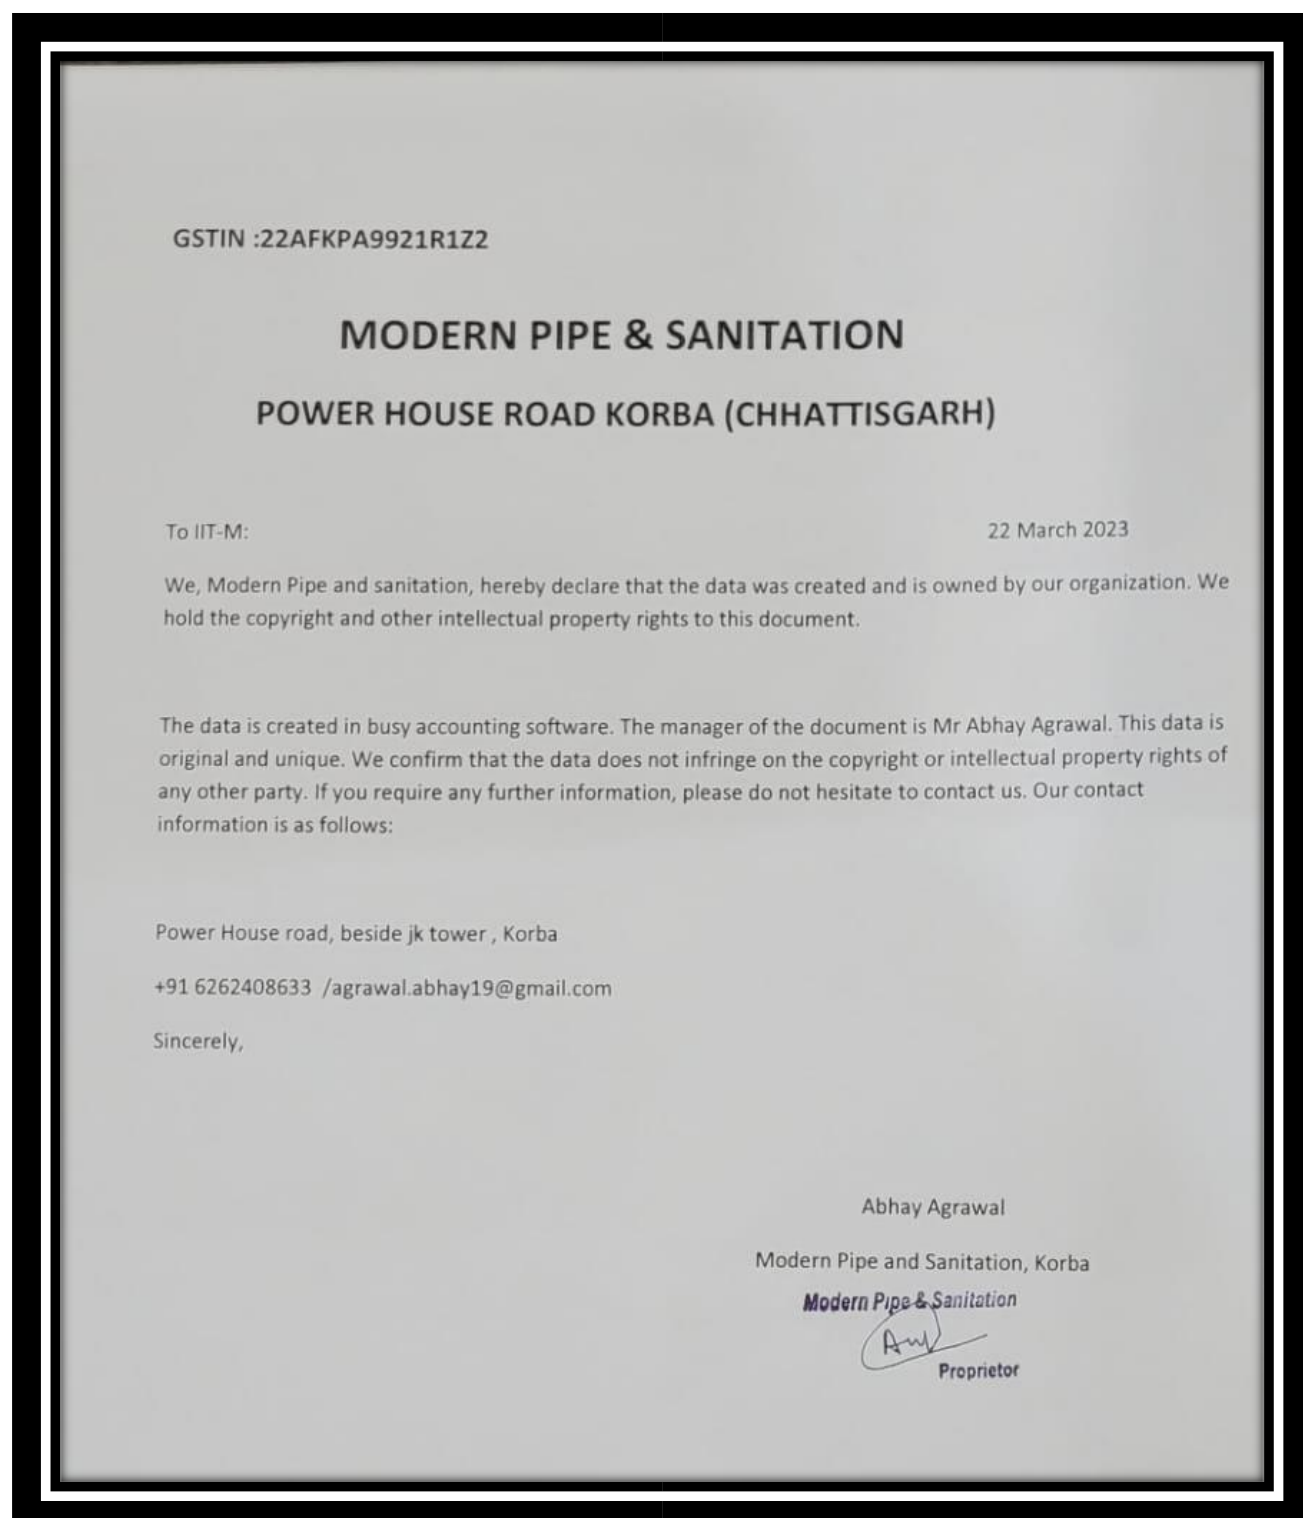 GSTIN :22AFKPA9921R1Z2
MODERN PIPE & SANITATION
POWER HOUSE ROAD KORBA (CHHATTISGARH)
To IIT-M: 22 March 2023
We, Modern Pipe and sanitation, hereby declare that the data was created and is owned by our organization. We
hold the copyright and other intellectual property rights to this document.
The data is created in busy accounting software. The manager of the document is Mr Abhay Agrawal. This data is
original and unique. We confirm that the data does not infringe on the copyright or intellectual property rights of
any other party. If you require any further information, please do not hesitate to contact us. Our contact
information is as follows:
Power House road, beside jk tower , Korba
+91 6262408633 /agrawal.abhay19@gmail.com
Sincerely,
Abhay Agrawal
Modern Pipe and Sanitation, Korba
Modern Pipe & Sanitation
Proprietor